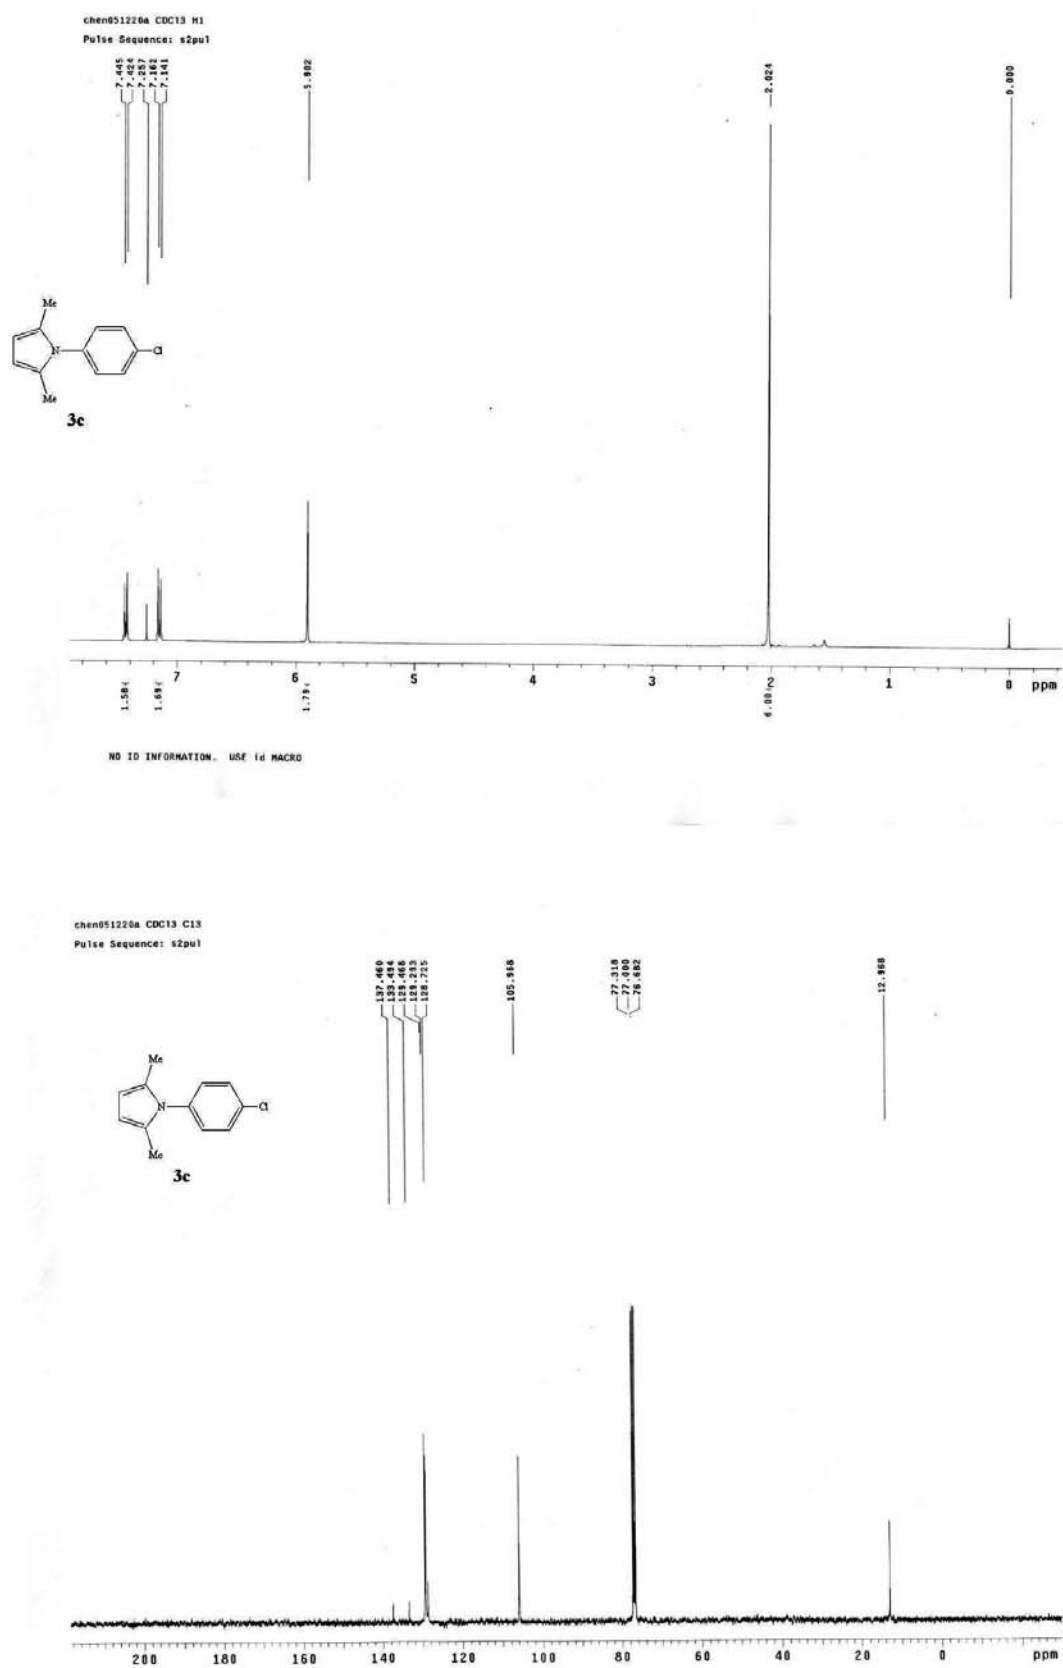 chen051220a CDCl3 H1
Pulse Sequence: s2pul
7.445
7.424
7.257
7.162
7.141
5.902
2.024
0.000
Me
N
Cl
Me
3c
7 6 5 4 3 2 1 0 ppm
1.58
1.69
1.79
6.00
NO ID INFORMATION. USE id MACRO
chen051220a CDCl3 C13
Pulse Sequence: s2pul
137.460
133.494
129.468
129.293
128.725
105.968
77.318
77.000
76.682
12.968
Me
N
Cl
Me
3c
200 180 160 140 120 100 80 60 40 20 0 ppm